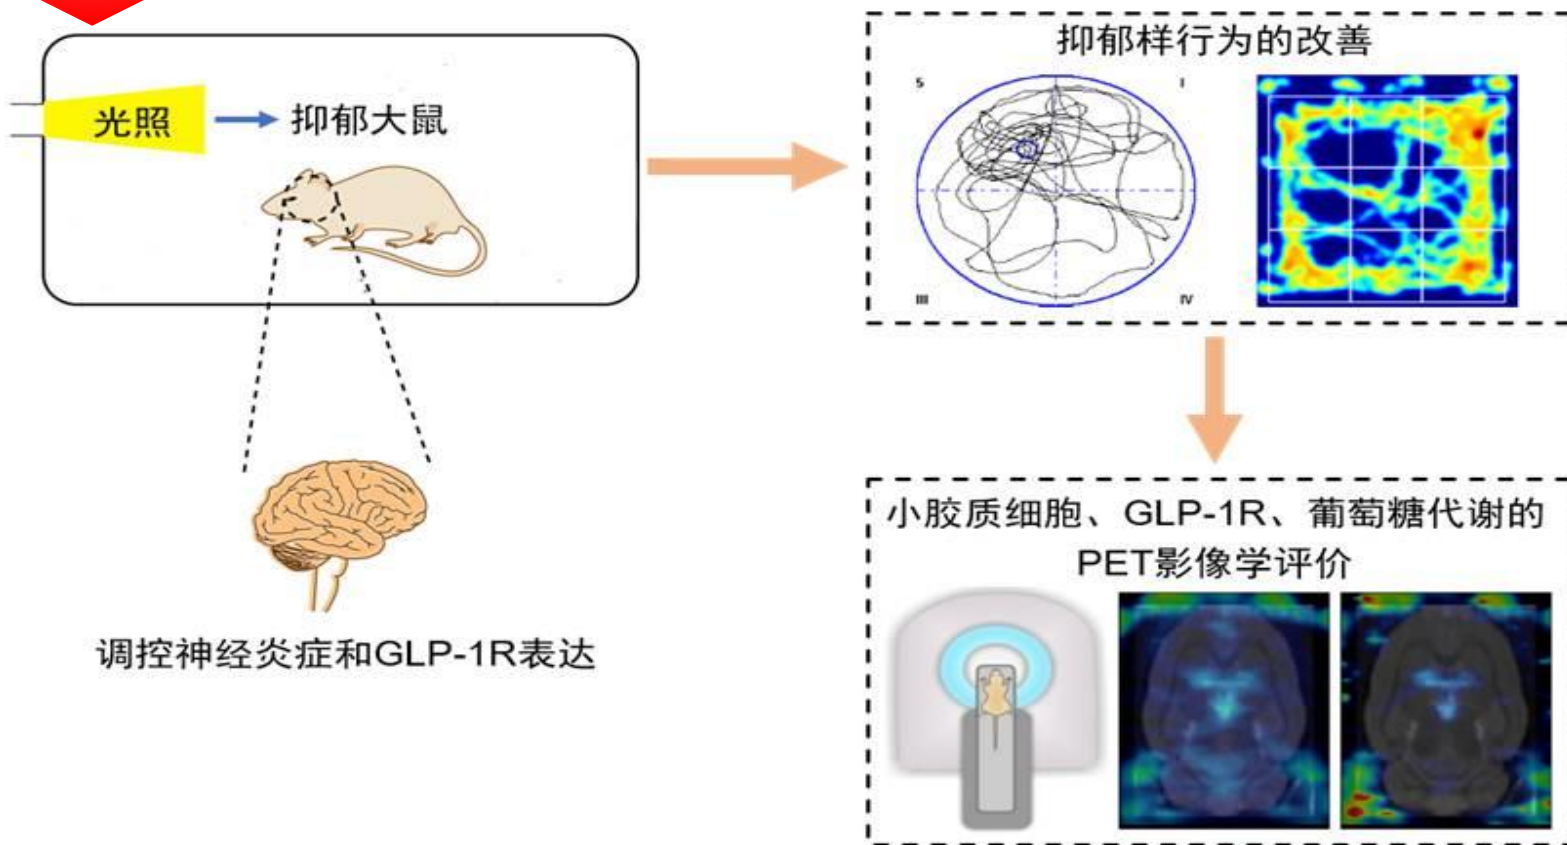 抑郁样行为的改善
光照
抑郁大鼠
S
I
III
IV
小胶质细胞、GLP-1R、葡萄糖代谢的
PET影像学评价
调控神经炎症和GLP-1R表达